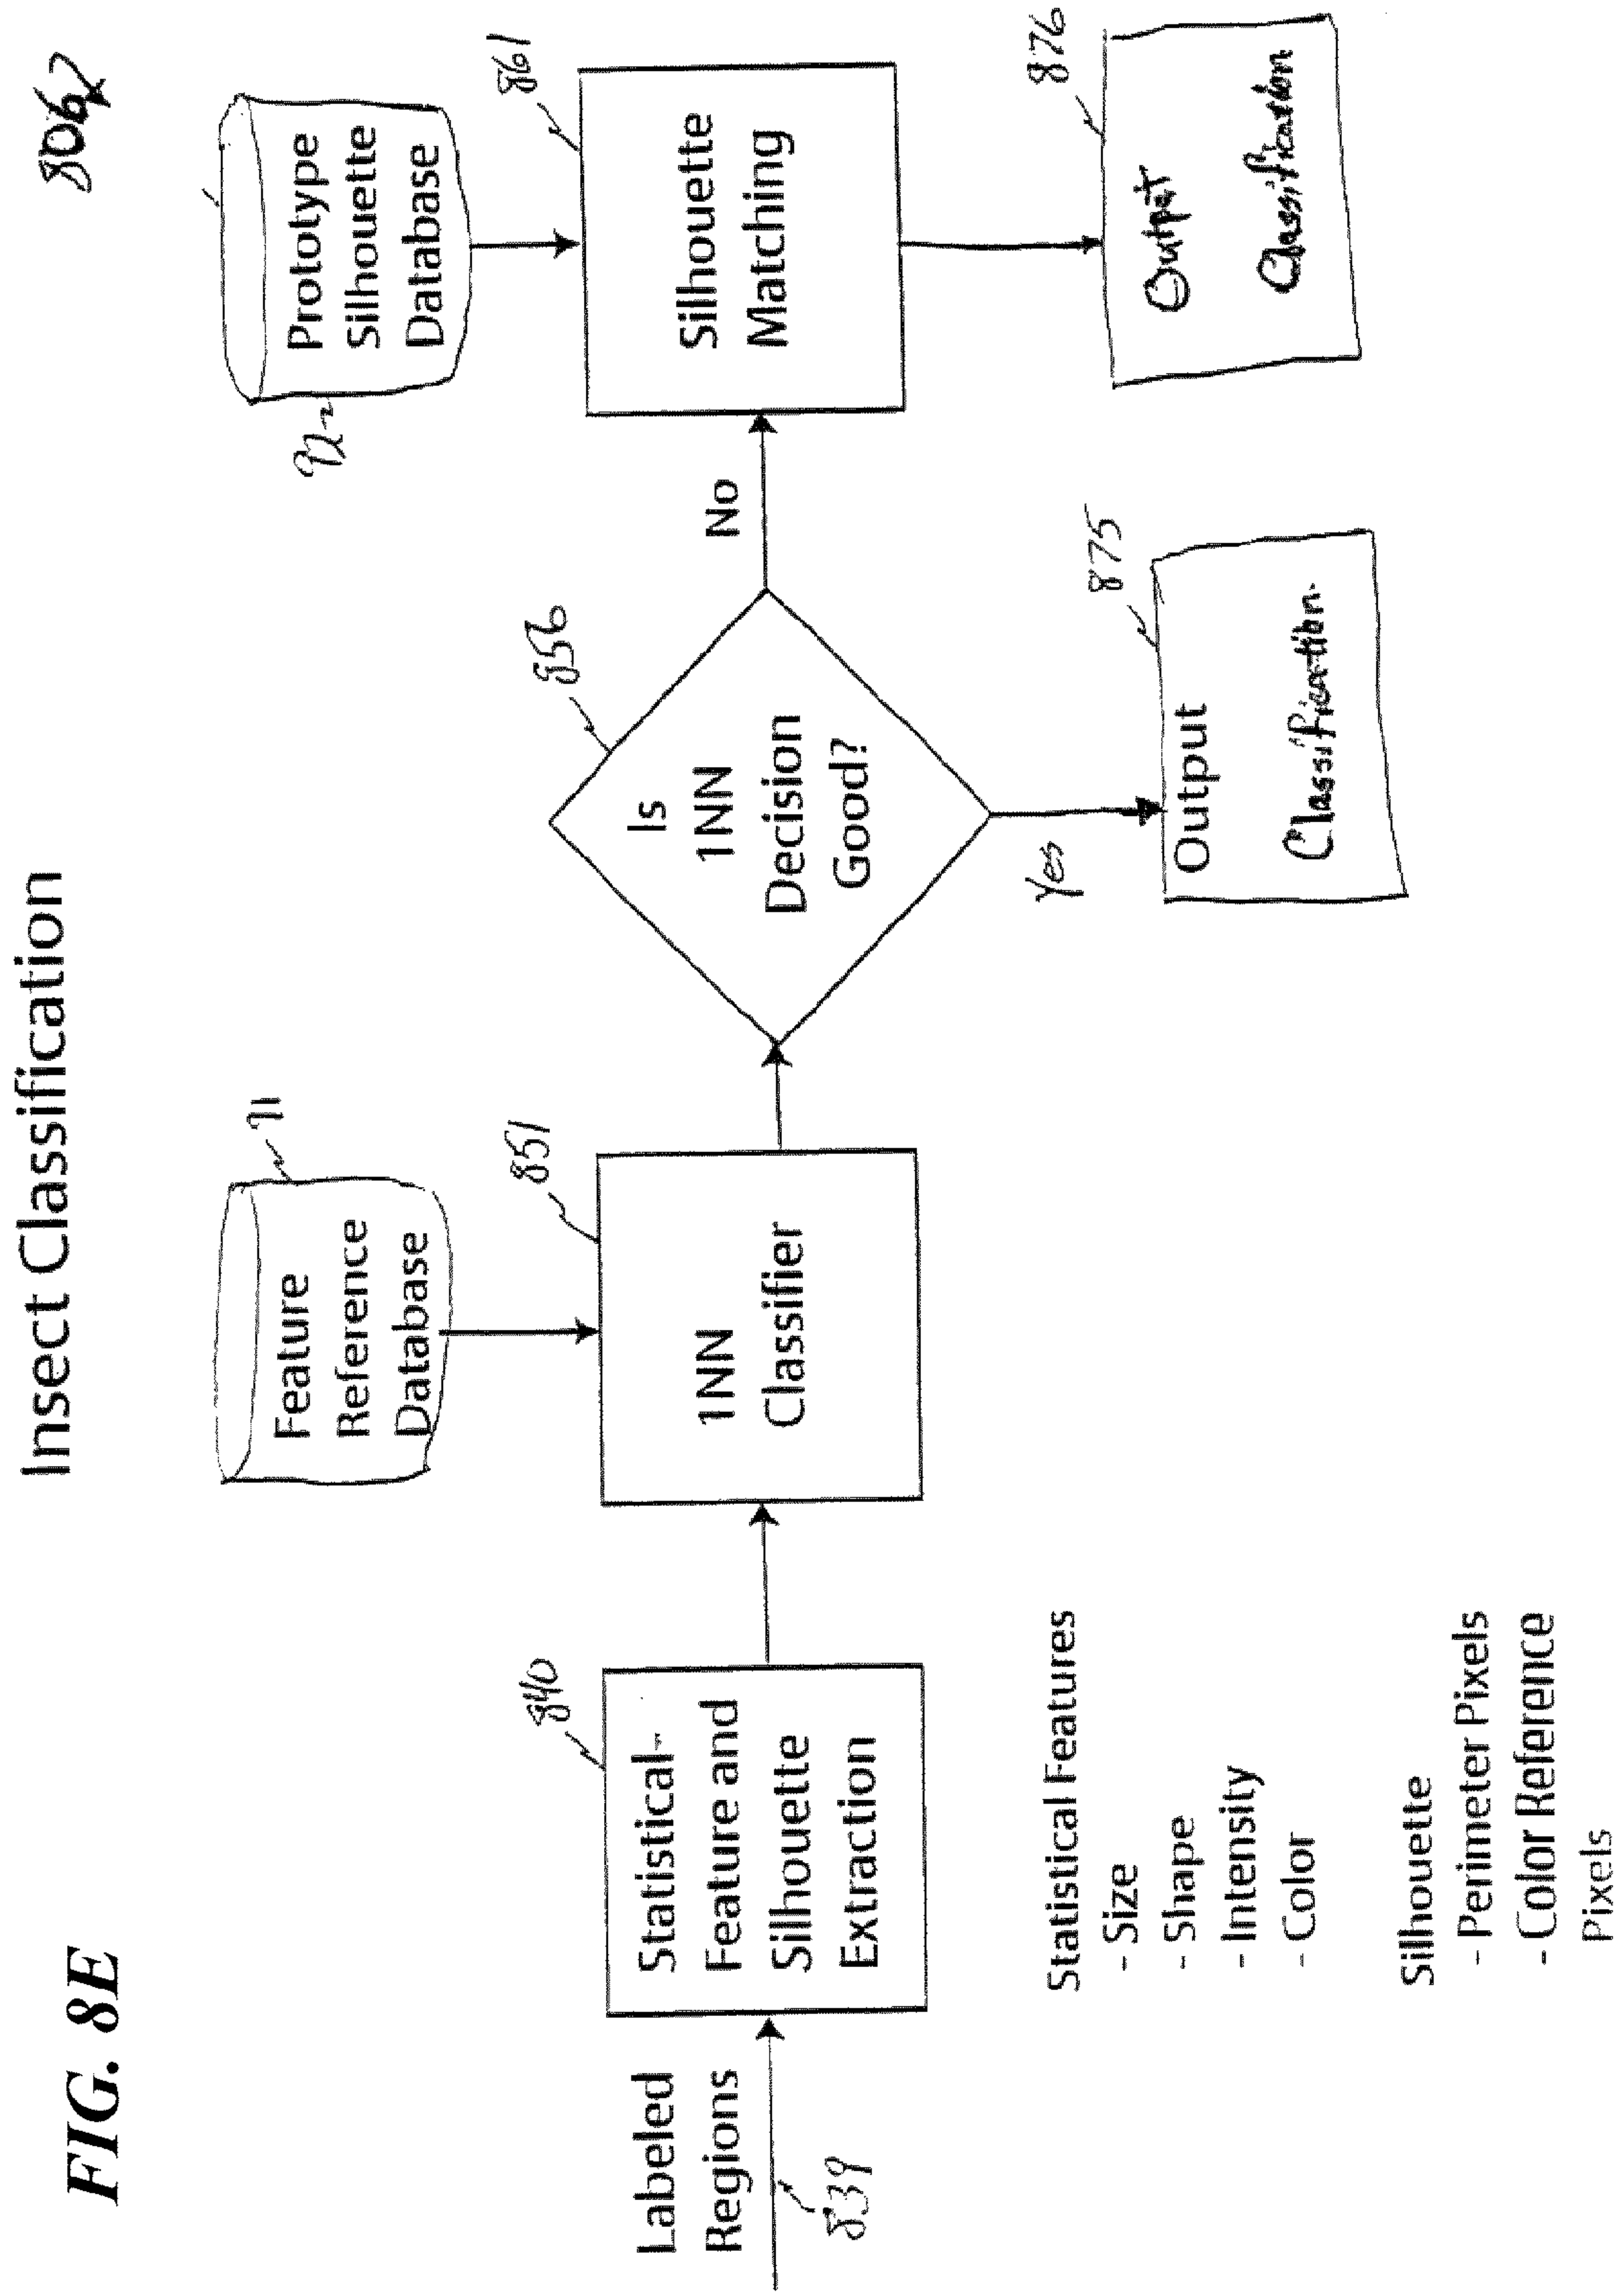 FIG. 8E
Insect Classification
8062
Labeled
Regions
839
Statistical-
Feature and
Silhouette
Extraction
840
Statistical Features
- Size
- Shape
- Intensity
- Color
Silhouette
- Perimeter Pixels
- Color Reference
Pixels
Feature
Reference
Database
1NN
Classifier
851
Is
1NN
Decision
Good?
856
Yes
No
Output
Classification
875
Prototype
Silhouette
Database
Silhouette
Matching
861
Output
Classification
876